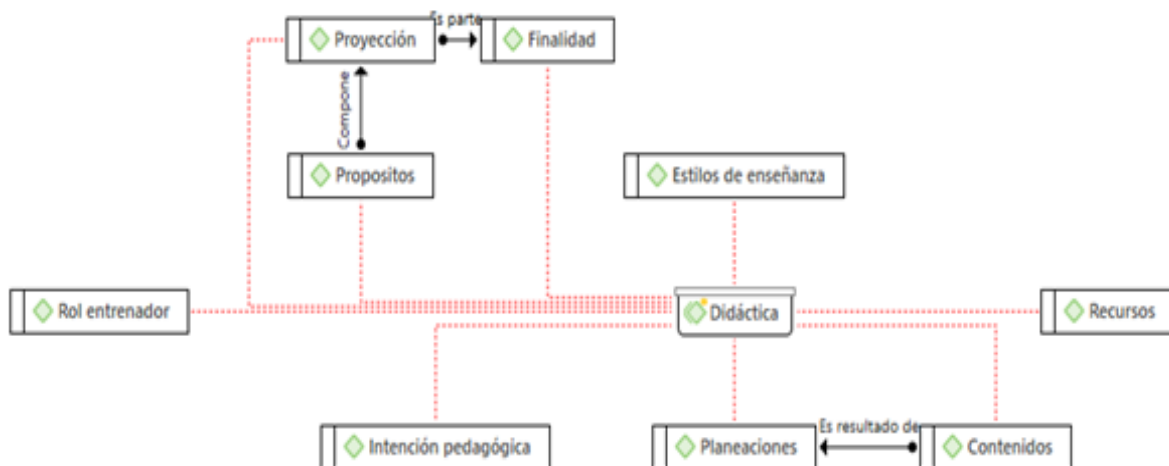 Es parte
Proyección
Finalidad
Compone
Propositos
Estilos de enseñanza
Rol entrenador
Didáctica
Recursos
Intención pedagógica
Planeaciones
Es resultado de
Contenidos